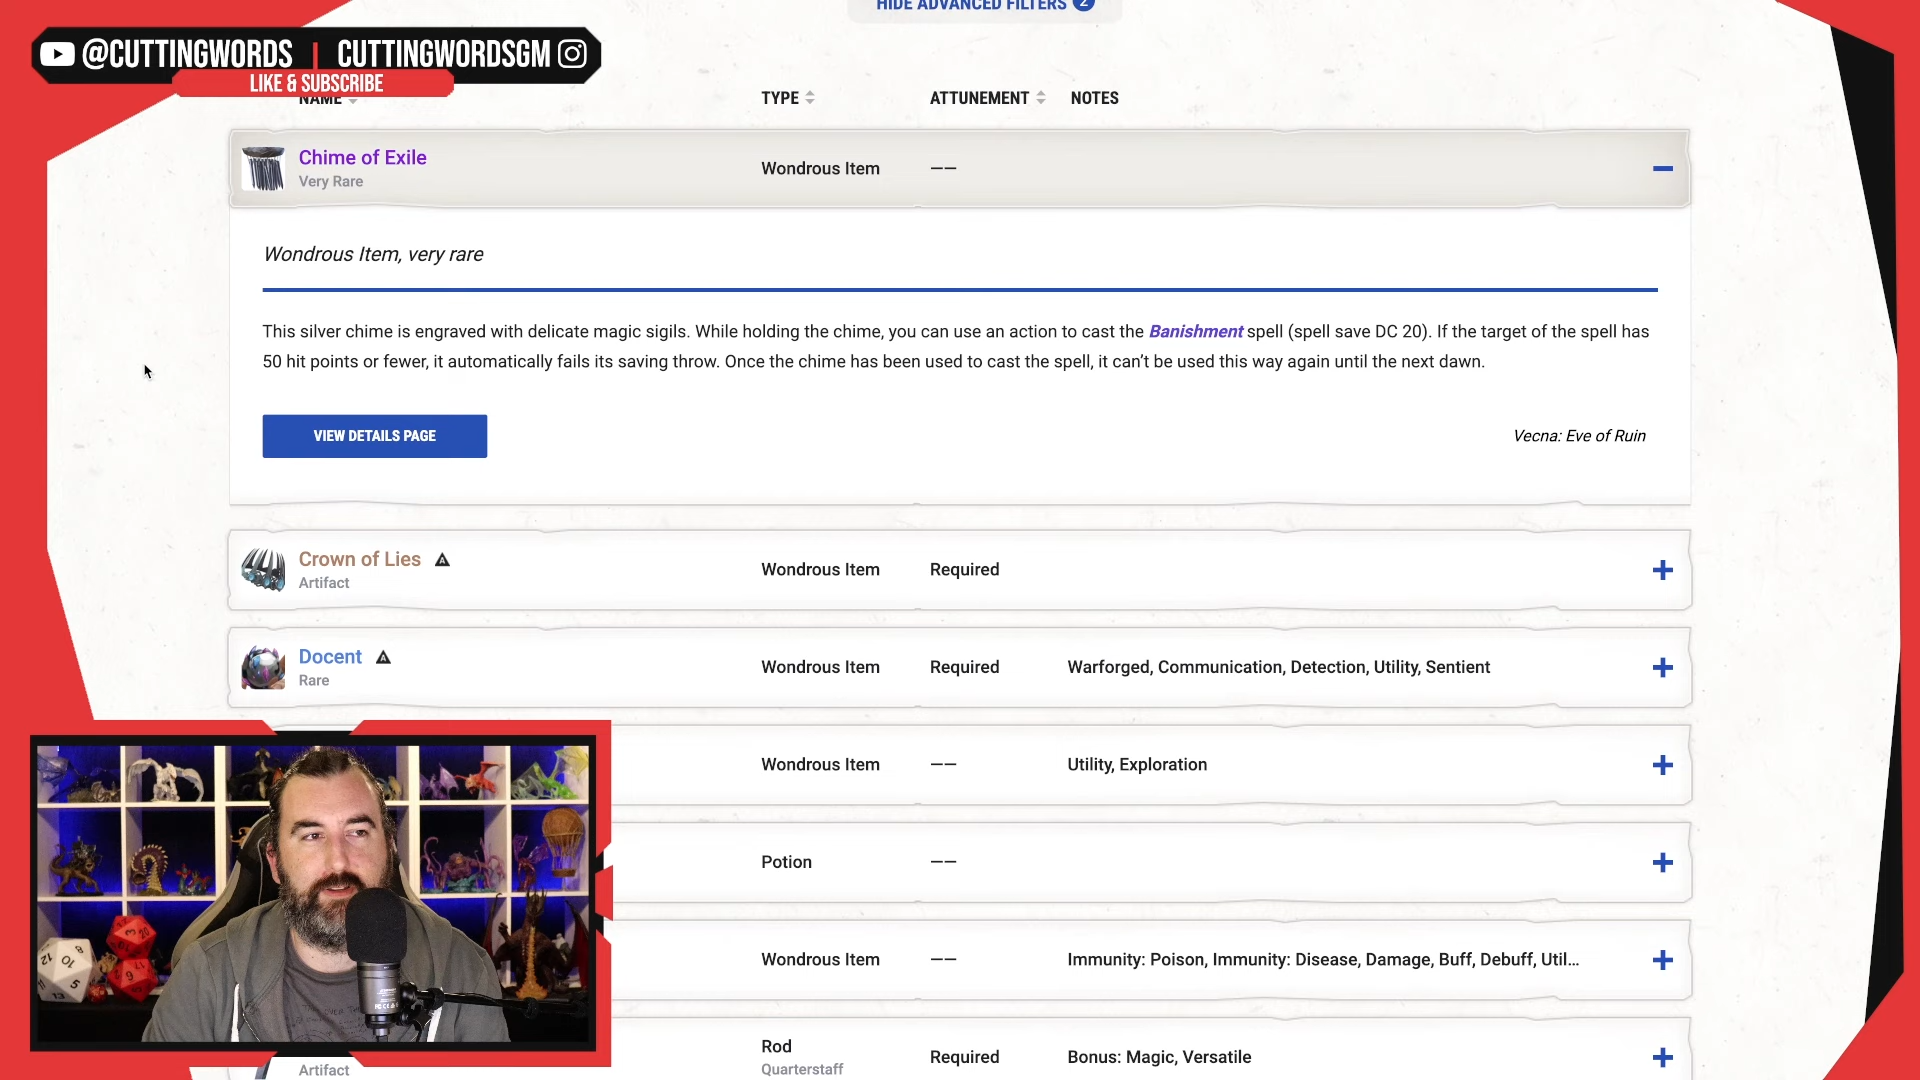 HIDE ADVANCED FILTERS 2
@CUTTINGWORDS | CUTTINGWORDSGM
LIKE & SUBSCRIBE
NAME TYPE ATTUNEMENT NOTES
Chime of Exile
Very Rare
Wondrous Item
——
Wondrous Item, very rare
This silver chime is engraved with delicate magic sigils. While holding the chime, you can use an action to cast the Banishment spell (spell save DC 20). If the target of the spell has
50 hit points or fewer, it automatically fails its saving throw. Once the chime has been used to cast the spell, it can’t be used this way again until the next dawn.
VIEW DETAILS PAGE
Vecna: Eve of Ruin
Crown of Lies
Artifact
Wondrous Item
Required
Docent
Rare
Wondrous Item
Required
Warforged, Communication, Detection, Utility, Sentient
Wondrous Item
——
Utility, Exploration
Potion
——
Wondrous Item
——
Immunity: Poison, Immunity: Disease, Damage, Buff, Debuff, Util...
Artifact
Rod
Quarterstaff
Required
Bonus: Magic, Versatile